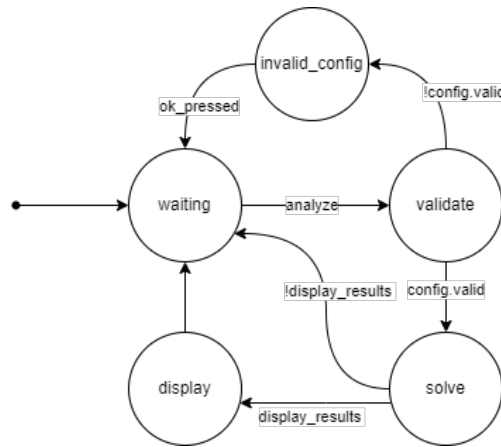 invalid_config
!config.valid
ok_pressed
waiting
analyze
validate
!display_results
config.valid
display
display_results
solve